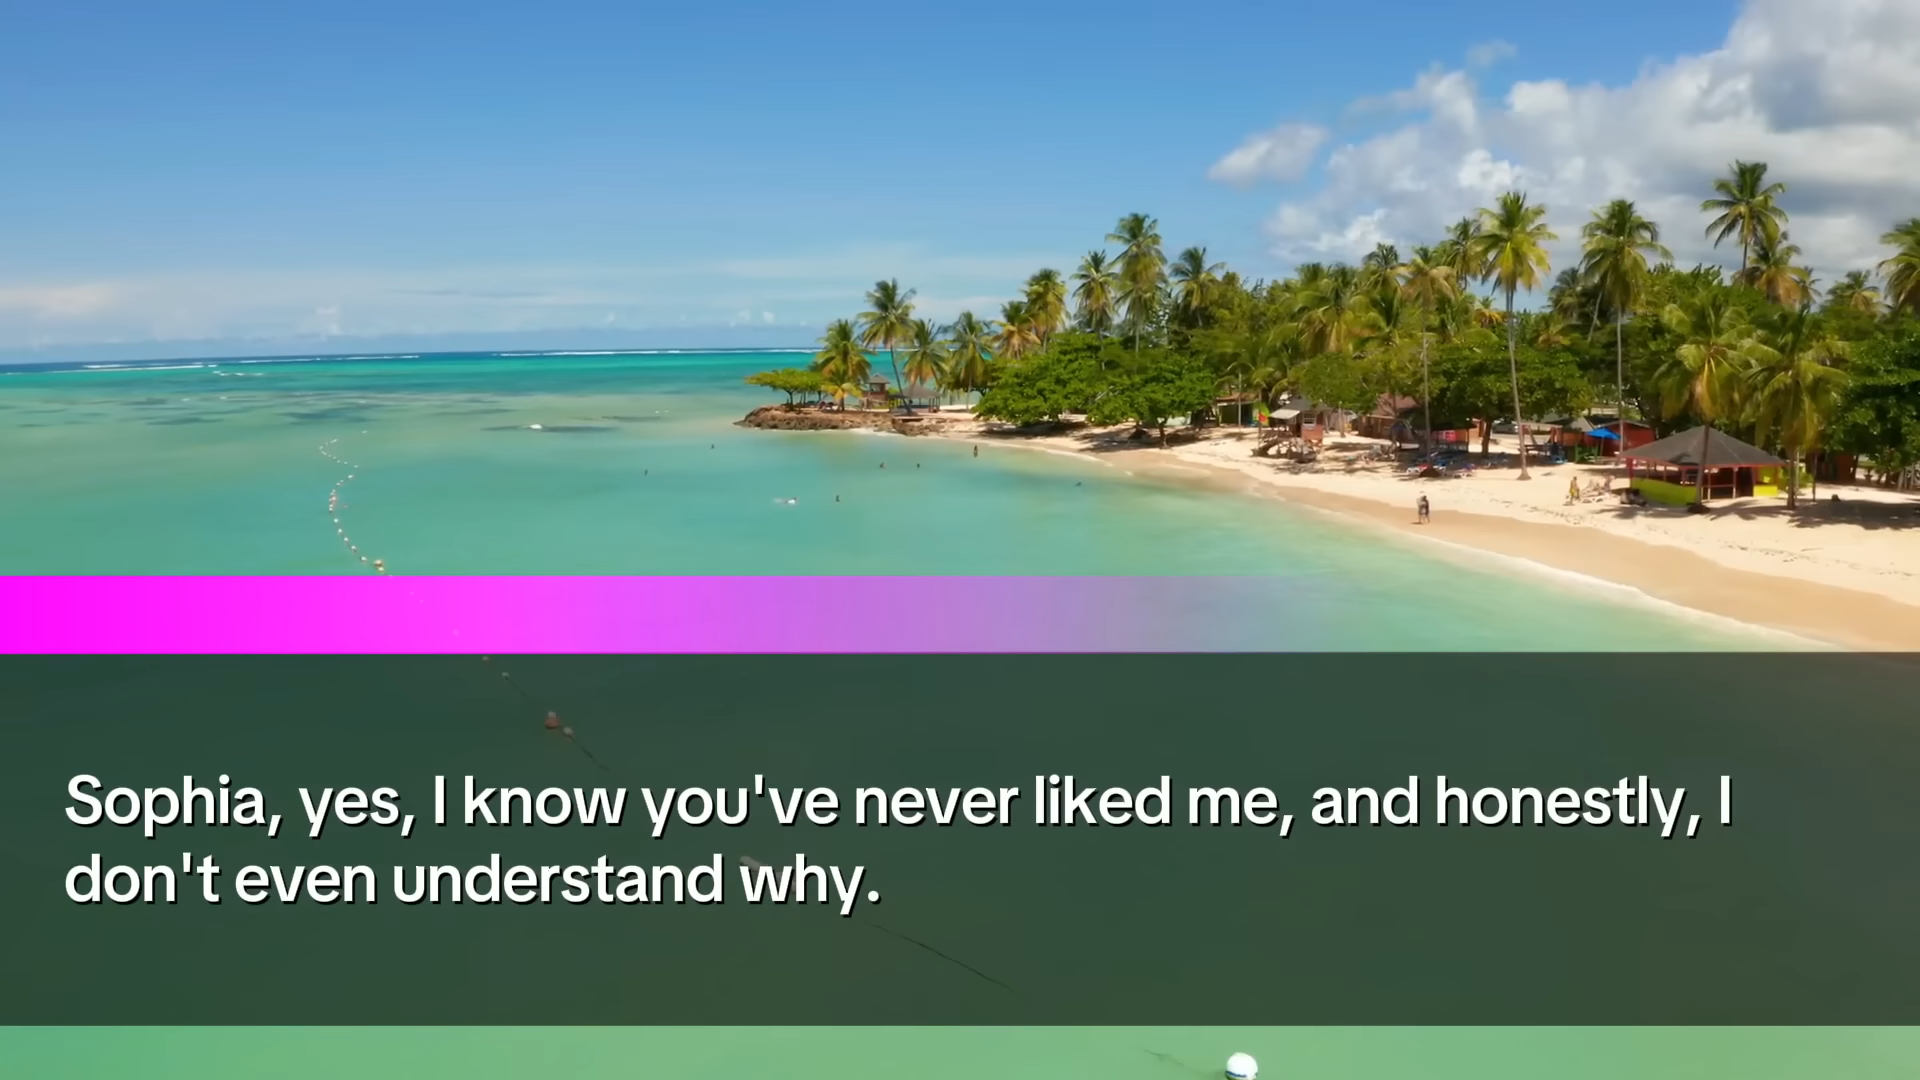 Sophia, yes, I know you've never liked me, and honestly, I
don't even understand why.